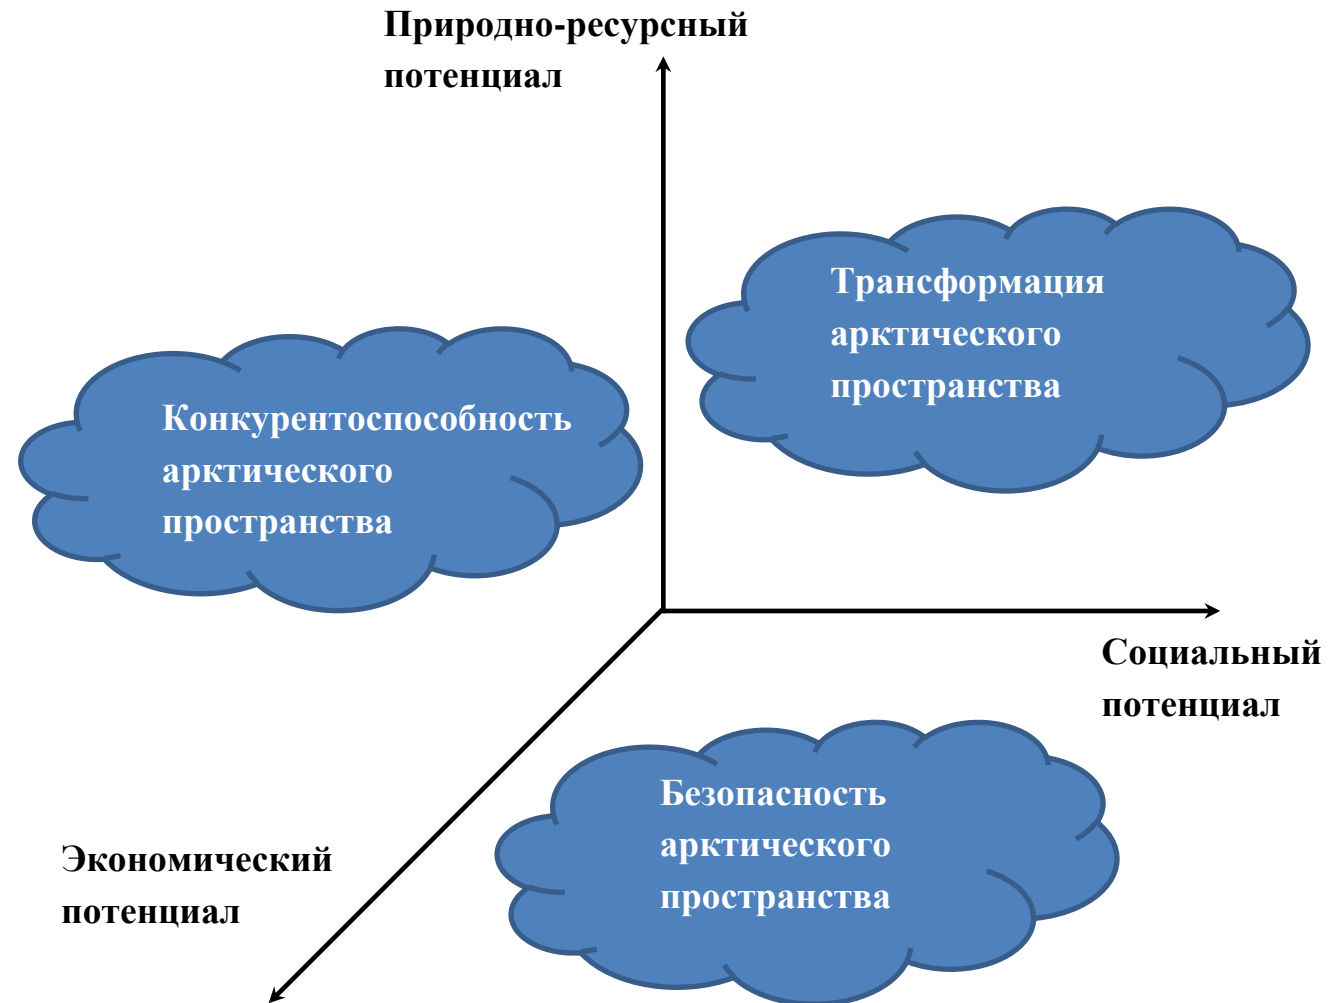 Природно-ресурсный
потенциал
Трансформация
арктического
пространства
Конкурентоспособность
арктического
пространства
Социальный
потенциал
Безопасность
арктического
пространства
Экономический
потенциал